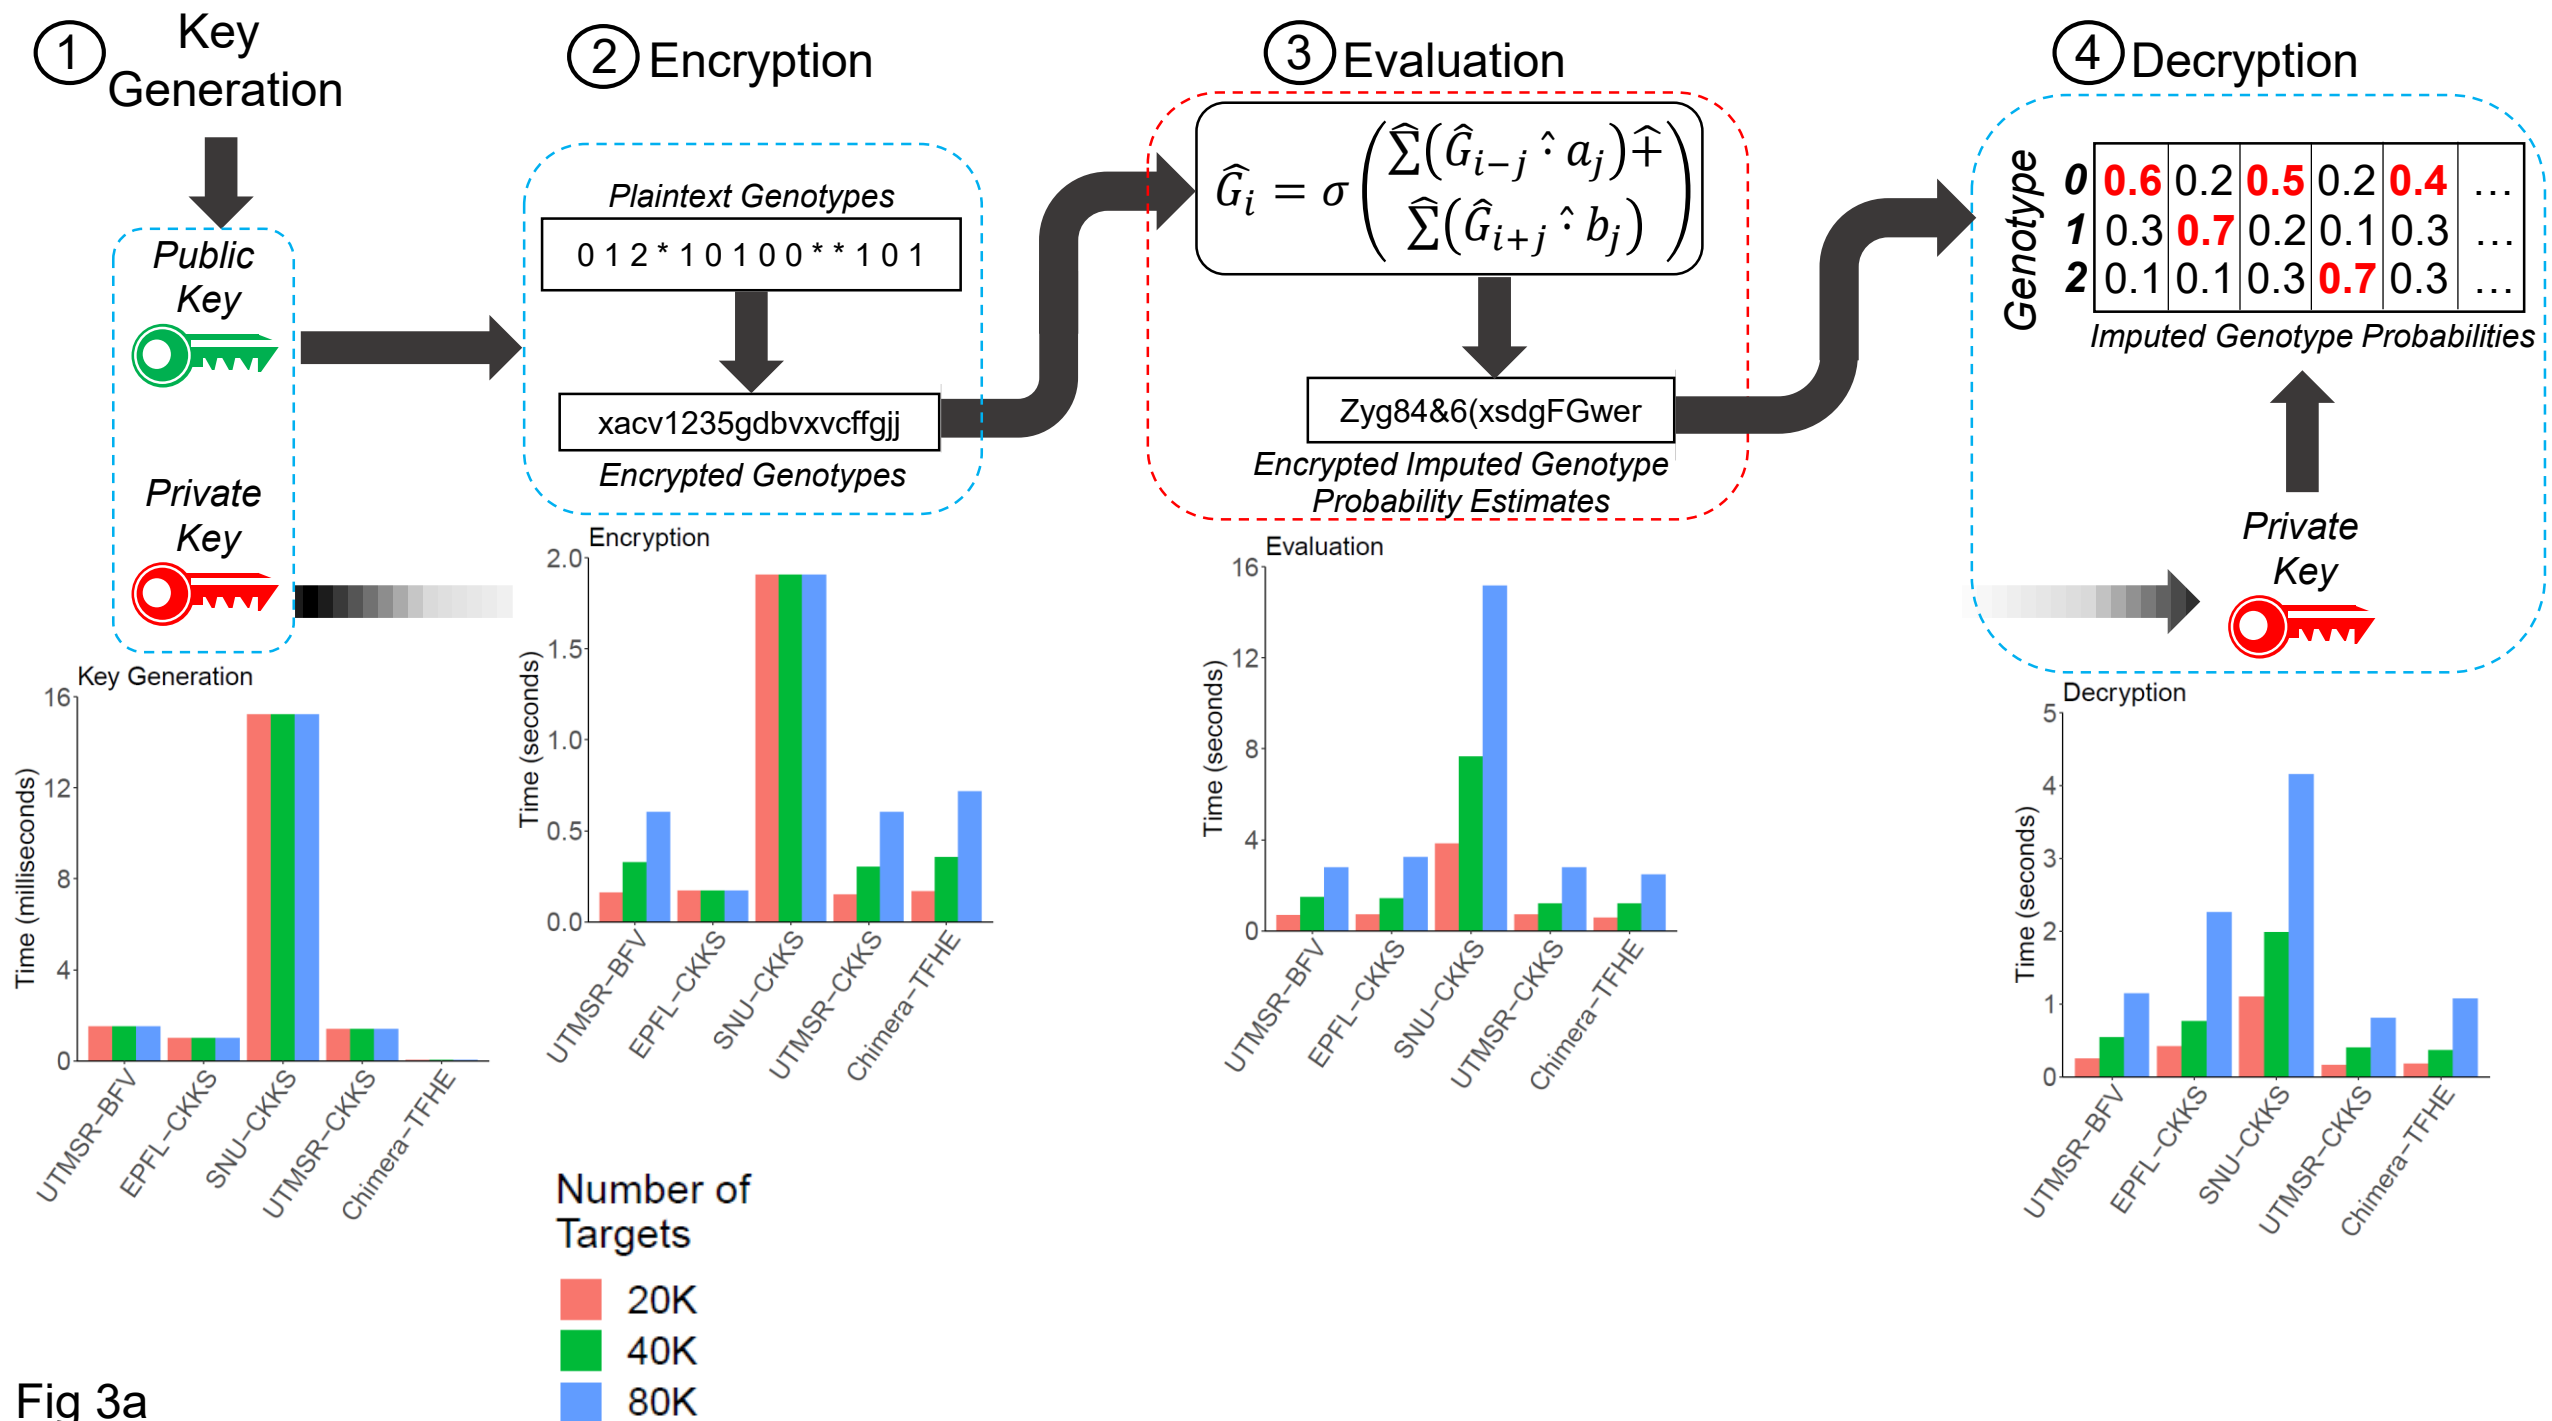 1 Key
Generation
2 Encryption
3 Evaluation
4 Decryption
Public
Key
Private
Key
Plaintext Genotypes
0 1 2 * 1 0 1 0 0 * * 1 0 1
xacv1235gdbvxvcffgjj
Encrypted Genotypes
Ĝᵢ = σ ( Σ̂(Ĝᵢ₋ⱼ ·̂ aⱼ) +̂
Σ̂(Ĝᵢ₊ⱼ ·̂ bⱼ) )
Zyg84&6(xsdgFGwer
Encrypted Imputed Genotype
Probability Estimates
Genotype
0 0.6 0.2 0.5 0.2 0.4 ...
1 0.3 0.7 0.2 0.1 0.3 ...
2 0.1 0.1 0.3 0.7 0.3 ...
Imputed Genotype Probabilities
Private
Key
Key Generation
Time (milliseconds)
16
12
8
4
0
UTMSR−BFV
EPFL−CKKS
SNU−CKKS
UTMSR−CKKS
Chimera−TFHE
Encryption
Time (seconds)
2.0
1.5
1.0
0.5
0.0
UTMSR−BFV
EPFL−CKKS
SNU−CKKS
UTMSR−CKKS
Chimera−TFHE
Evaluation
Time (seconds)
16
12
8
4
0
UTMSR−BFV
EPFL−CKKS
SNU−CKKS
UTMSR−CKKS
Chimera−TFHE
Decryption
Time (seconds)
5
4
3
2
1
0
UTMSR−BFV
EPFL−CKKS
SNU−CKKS
UTMSR−CKKS
Chimera−TFHE
Number of
Targets
20K
40K
80K
Fig 3a